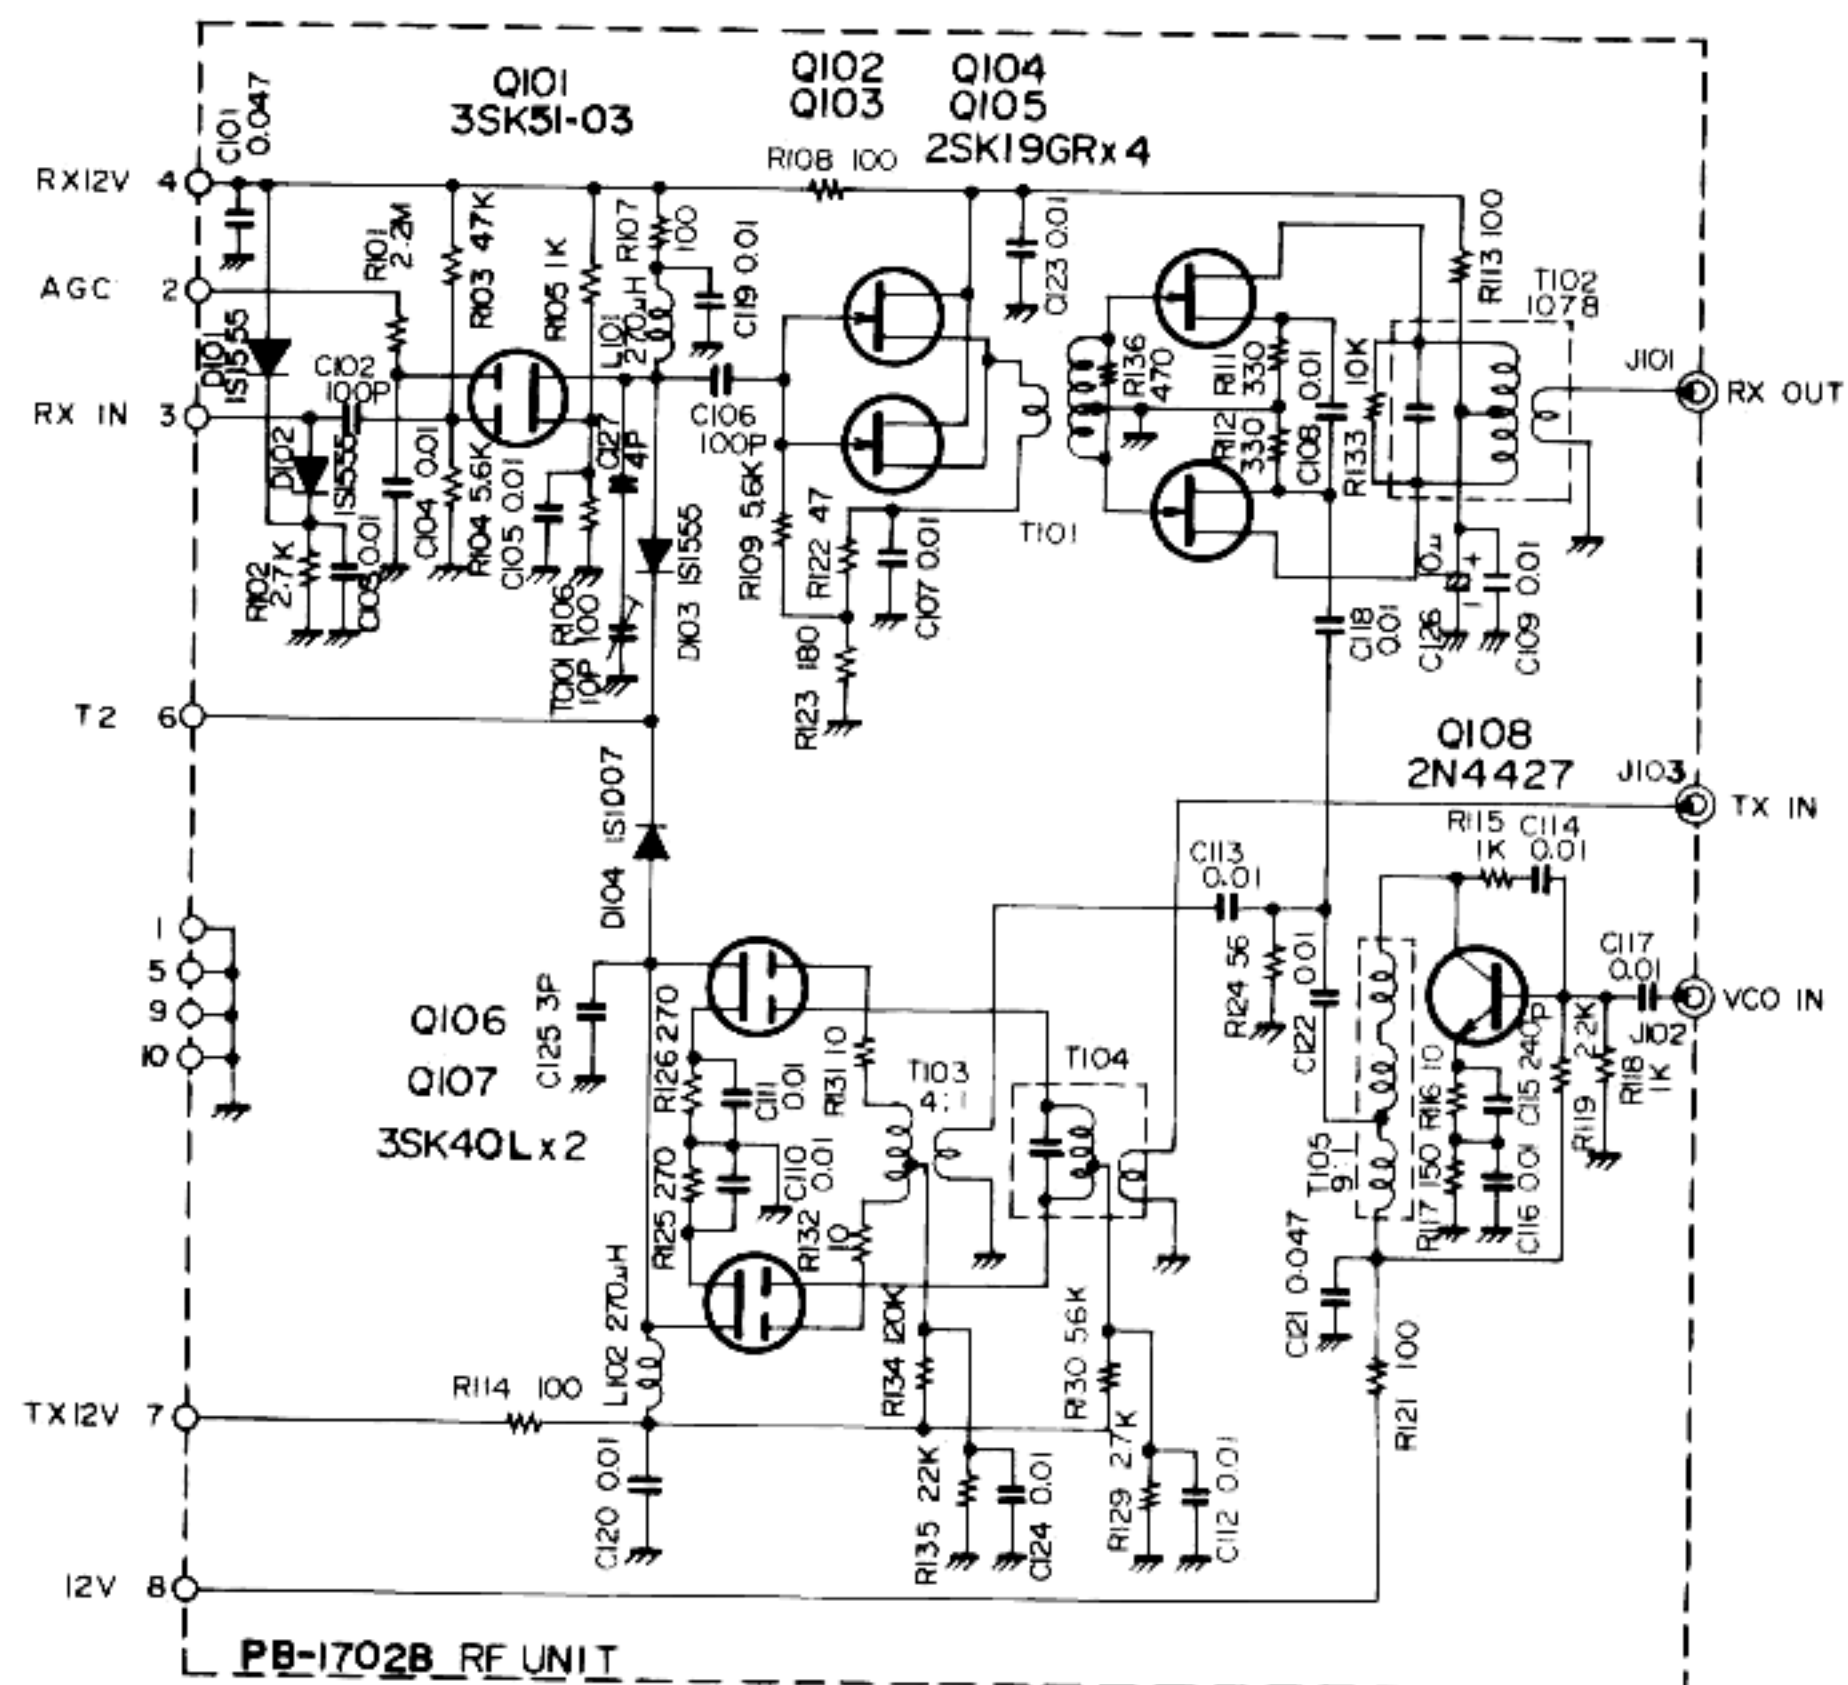 Q101
3SK51-03
Q102
Q103
Q104
Q105
2SK19GRx4
C101
0.047
RX12V 4
R101
2.2M
R103 47K
R105 1K
R107
100
L101
270μH
C119 0.01
R108 100
C123 0.01
R113 100
T102
1078
AGC 2
D101
1S1555
C102
100P
RX IN 3
D102
1S1555
R102
2.7K
0.01
C104 0.01
R104 5.6K
C105 0.01
R106
100
C127
4P
TC101
10P
D103 1S1555
C106
100P
R109 5.6K
R122 47
C107 0.01
R123 180
T101
R136
470
R111
330
R112
330
0.01
C108
10K
R133
J101
RX OUT
C118
0.01
C126
C109 0.01
T2 6
Q108
2N4427
J103
TX IN
R115
1K
C114
0.01
D104 1S1007
C113
0.01
R124 56
0.01
C122
C117
0.01
VCO IN
J102
1
5
9
10
Q106
Q107
3SK40Lx2
C125 3P
R126 270
C111
0.01
R131 10
T103
T104
R125 270
C110
0.01
R132
10
T105
9:1
R116 10
R117 150
C115 240P
C116 0.01
R119 2.2K
R118
1K
L102 270μH
R134 120K
R130 56K
C121 0.047
R121 100
R114 100
TX12V 7
C120 0.01
R135 22K
C124 0.01
R129 2.7K
C112 0.01
12V 8
PB-1702B RF UNIT